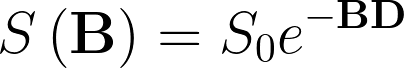 S (𝐁) = S₀e^{−𝐁𝐃}